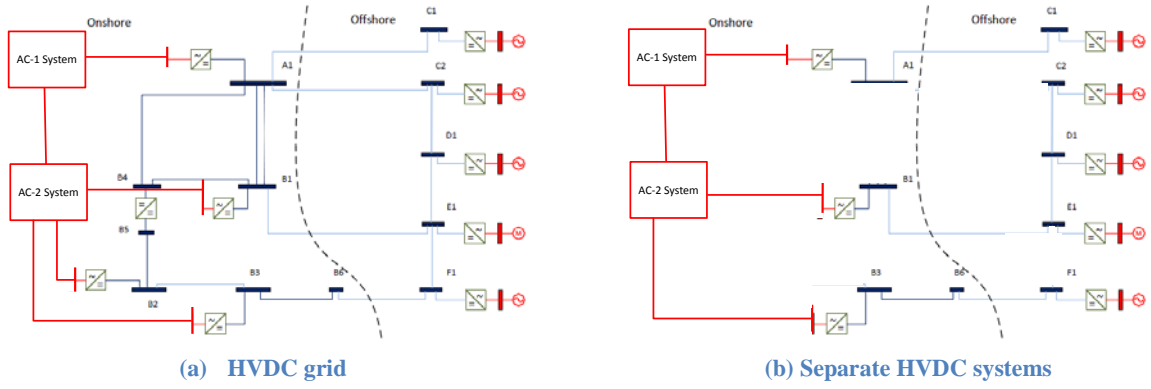 Onshore
Offshore
C1
AC-1 System
A1
C2
D1
B4
AC-2 System
B1
E1
M
B5
B3
B6
F1
B2
(a) HVDC grid
Onshore
Offshore
C1
AC-1 System
A1
C2
D1
AC-2 System
B1
E1
M
B3
B6
F1
(b) Separate HVDC systems